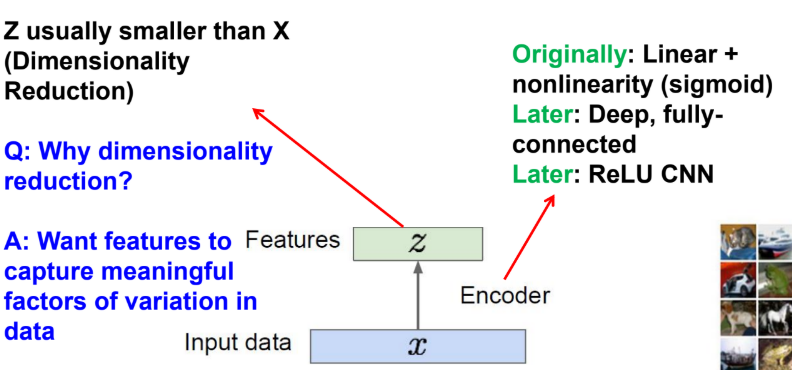 Z usually smaller than X
(Dimensionality
Reduction)
Q: Why dimensionality
reduction?
A: Want features to
capture meaningful
factors of variation in
data
Originally: Linear +
nonlinearity (sigmoid)
Later: Deep, fully-
connected
Later: ReLU CNN
Features
z
Encoder
Input data
x